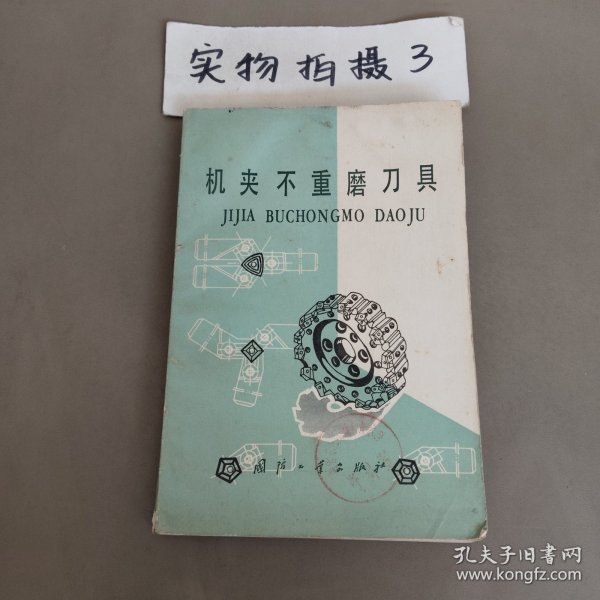 实物拍摄3
机夹不重磨刀具
JIJIA BUCHONGMO DAOJU
国防工业出版社
孔夫子旧书网
www.kongfz.com